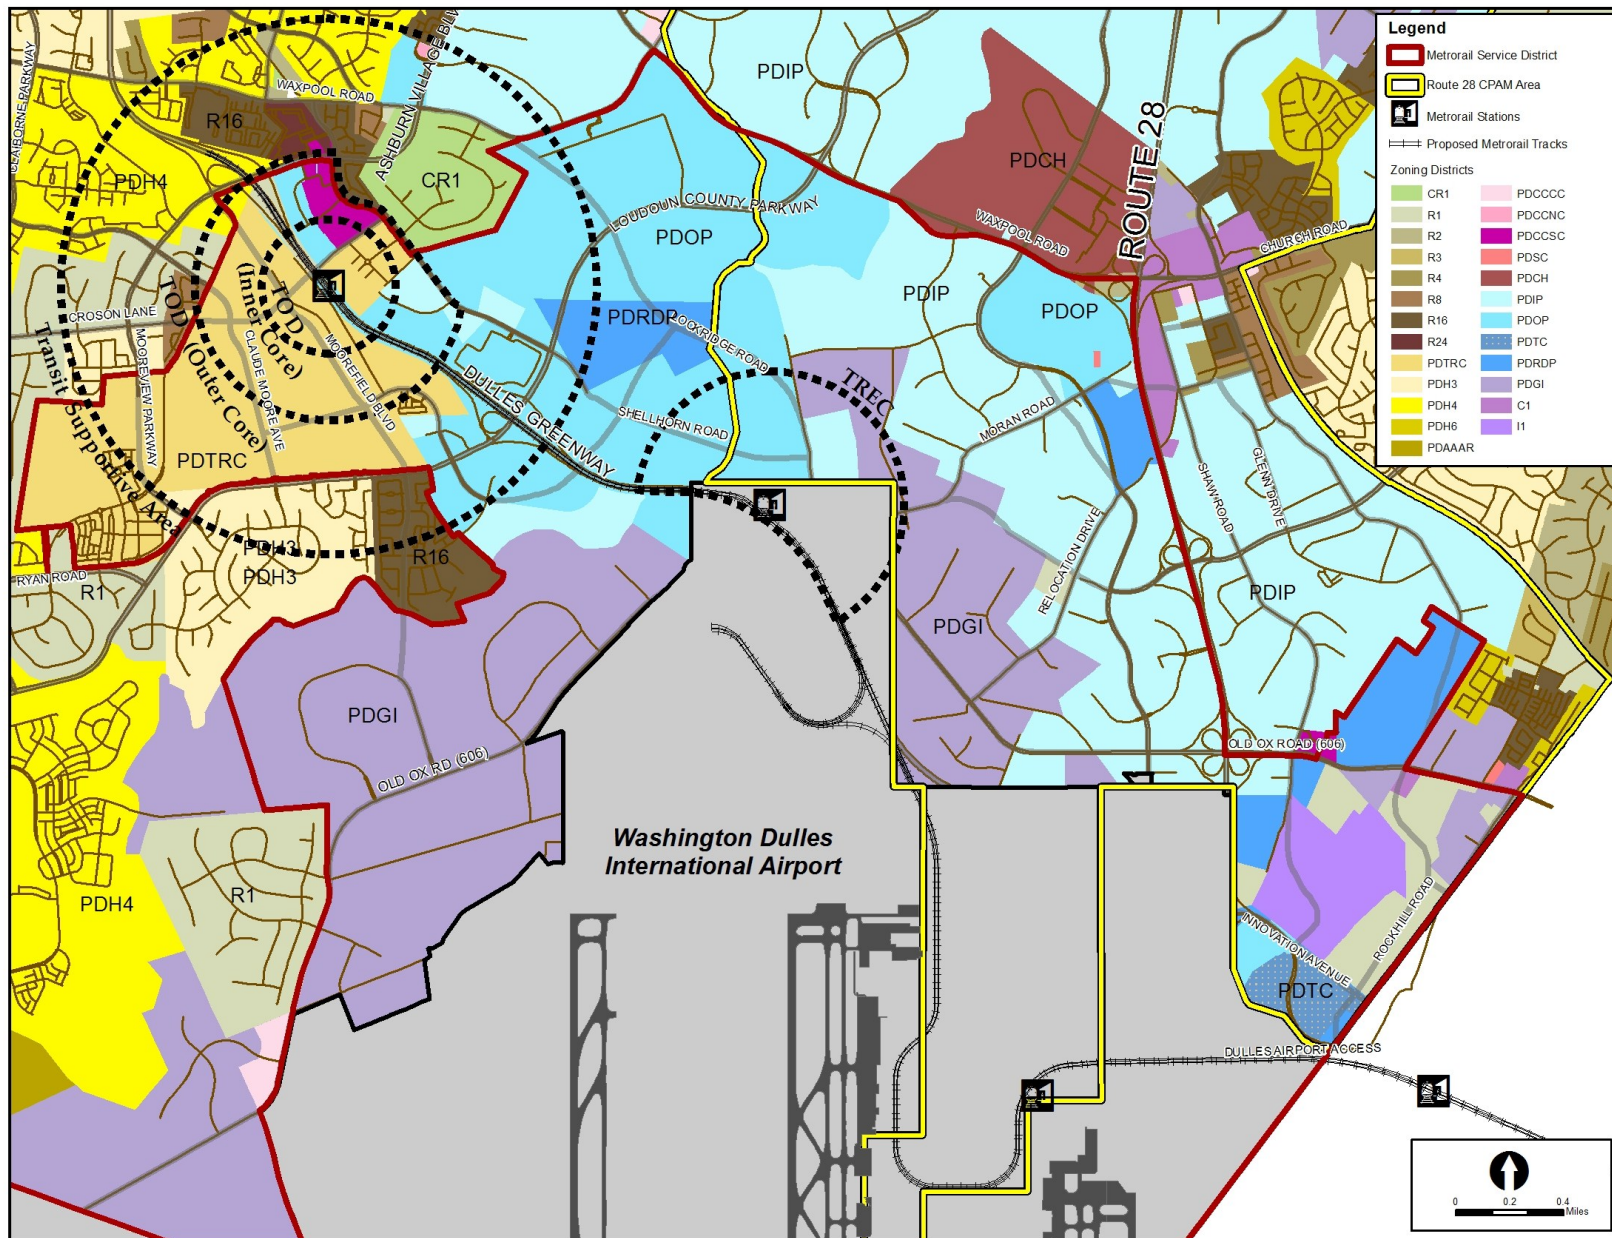 Legend
Metrorail Service District
Route 28 CPAM Area
Metrorail Stations
Proposed Metrorail Tracks
Zoning Districts
CR1
R1
R2
R3
R4
R8
R16
R24
PDTRC
PDH3
PDH4
PDH6
PDAAAR
PDCCCC
PDCCNC
PDCCSC
PDSC
PDCH
PDIP
PDOP
PDTC
PDRDP
PDGI
C1
I1
CLAIBORNE PARKWAY
WAXPOOL ROAD
ASHBURN VILLAGE BLV
R16
PDH4
CR1
PDIP
PDCH
ROUTE 28
LOUDOUN COUNTY PARKWAY
PDOP
WAXPOOL ROAD
CHURCH ROAD
TOD
(Inner Core)
TOD
(Outer Core)
Transit Supportive Area
CROSON LANE
MOOREVIEW PARKWAY
CLAUDE MOORE AVE
MOOREFIELD BLVD
PDRDP
LOCKRIDGE ROAD
PDIP
PDOP
DULLES GREENWAY
SHELLHORN ROAD
TREC
MORAN ROAD
PDTRC
SHAW ROAD
GLENN DRIVE
RELOCATION DRIVE
PDH3
PDH3
R16
RYAN ROAD
R1
PDIP
PDGI
PDGI
OLD OX RD (606)
OLD OX ROAD (606)
Washington Dulles
International Airport
PDH4
R1
ROCKHILL ROAD
INNOVATION AVENUE
PDTC
DULLES AIRPORT ACCESS
0 0.2 0.4
Miles